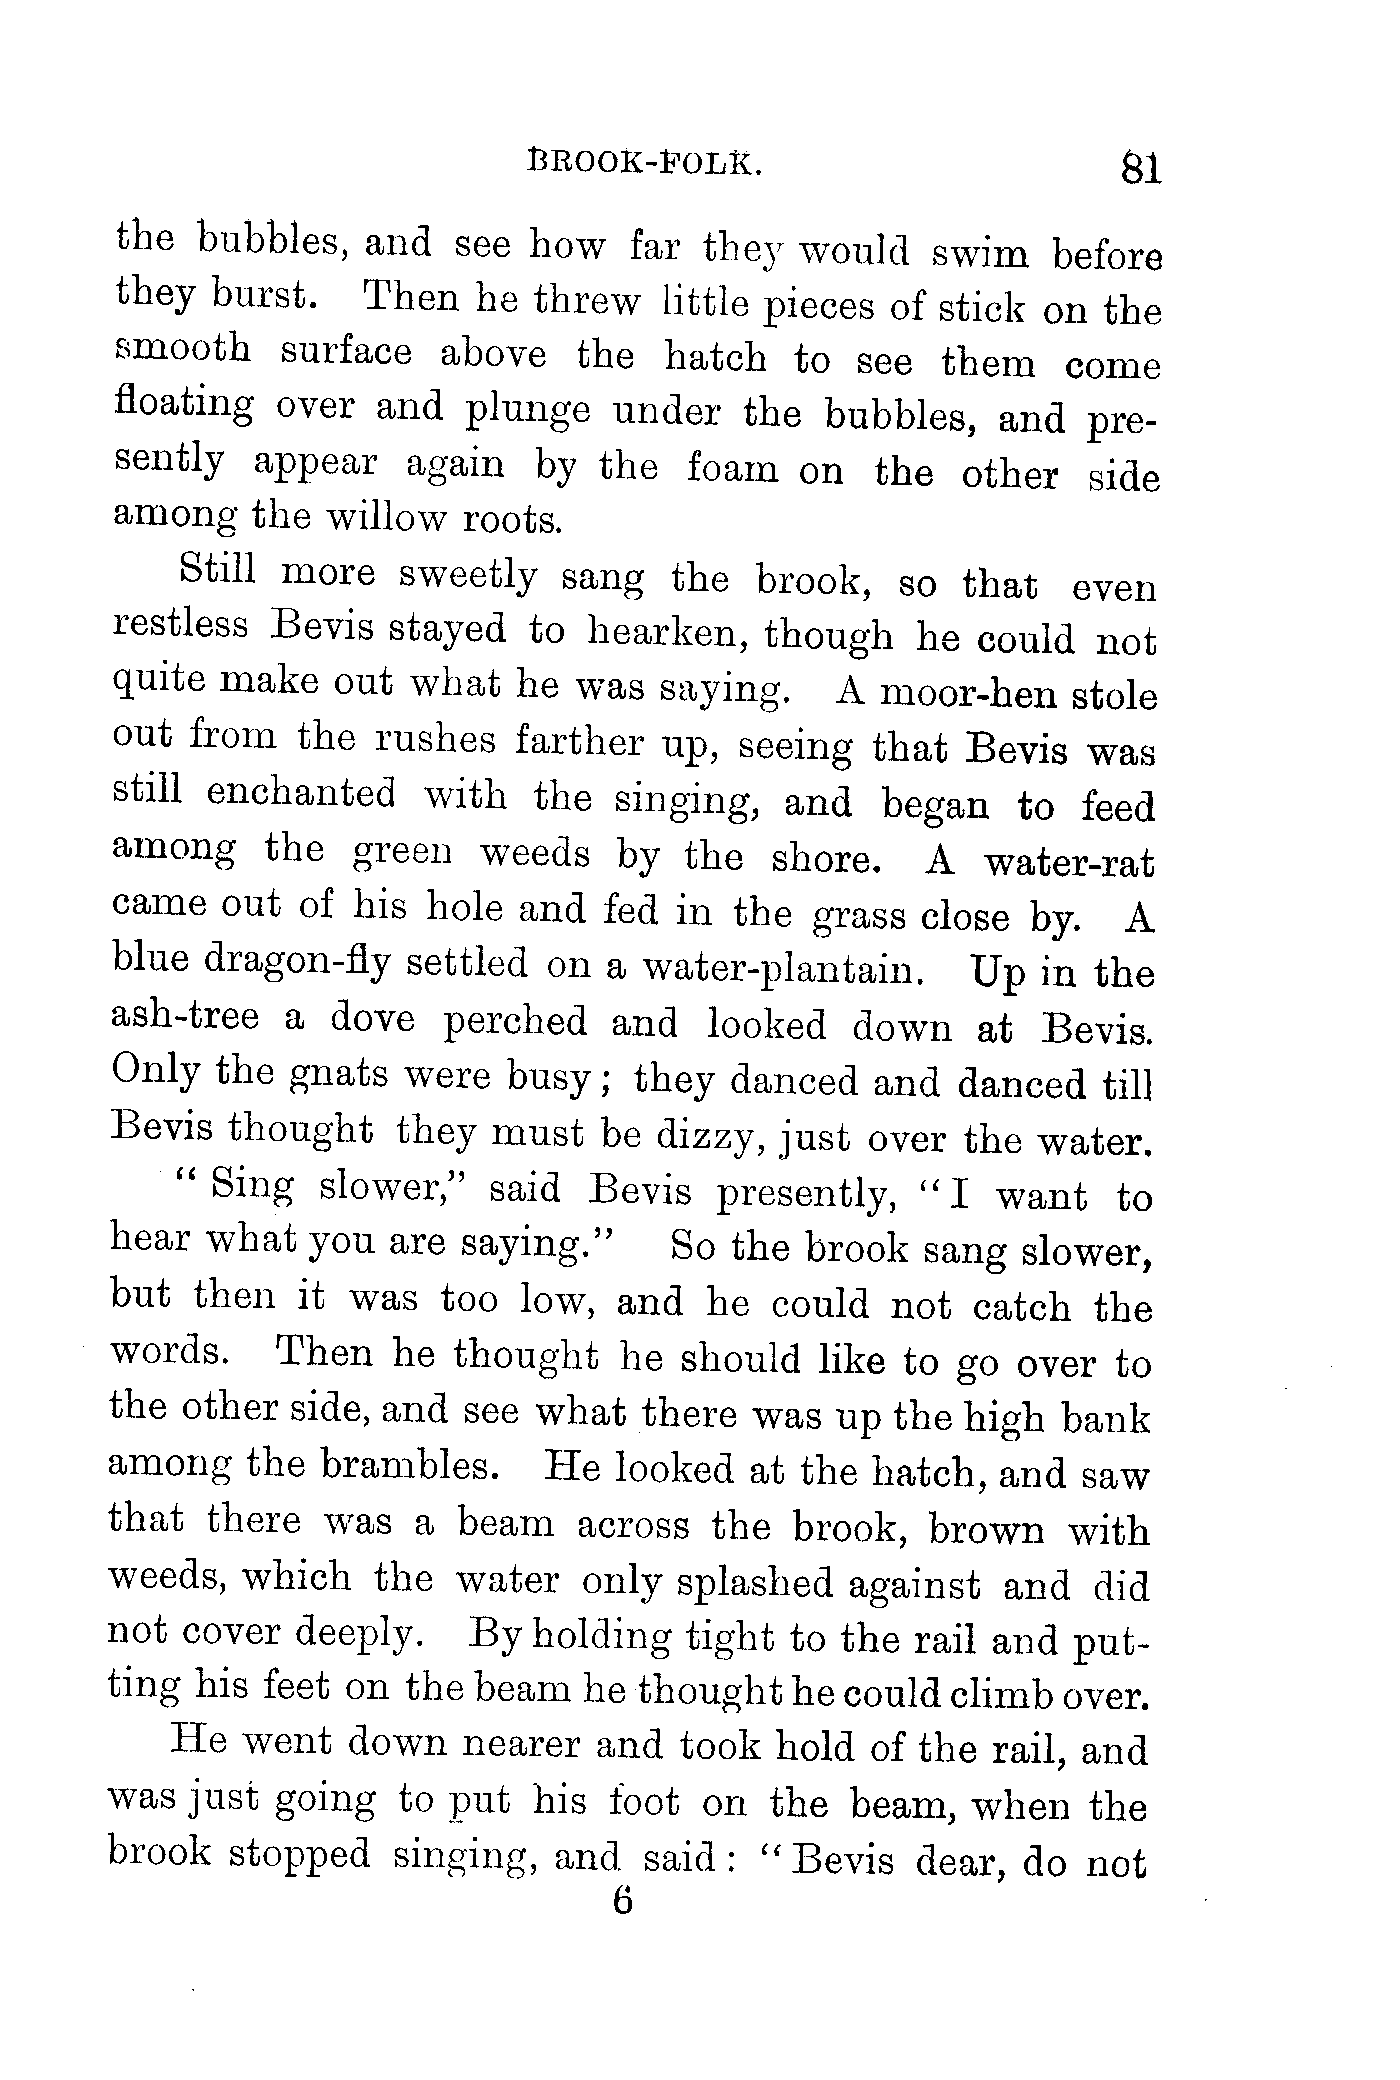 BROOK-FOLK. 81
the bubbles, and see how far they would swim before
they burst. Then he threw little pieces of stick on the
smooth surface above the hatch to see them come
floating over and plunge under the bubbles, and pre-
sently appear again by the foam on the other side
among the willow roots.
Still more sweetly sang the brook, so that even
restless Bevis stayed to hearken, though he could not
quite make out what he was saying. A moor-hen stole
out from the rushes farther up, seeing that Bevis was
still enchanted with the singing, and began to feed
among the green weeds by the shore. A water-rat
came out of his hole and fed in the grass close by. A
blue dragon-fly settled on a water-plantain. Up in the
ash-tree a dove perched and looked down at Bevis.
Only the gnats were busy; they danced and danced till
Bevis thought they must be dizzy, just over the water.
“Sing slower,” said Bevis presently, “I want to
hear what you are saying.” So the brook sang slower,
but then it was too low, and he could not catch the
words. Then he thought he should like to go over to
the other side, and see what there was up the high bank
among the brambles. He looked at the hatch, and saw
that there was a beam across the brook, brown with
weeds, which the water only splashed against and did
not cover deeply. By holding tight to the rail and put-
ting his feet on the beam he thought he could climb over.
He went down nearer and took hold of the rail, and
was just going to put his foot on the beam, when the
brook stopped singing, and said: “Bevis dear, do not
6